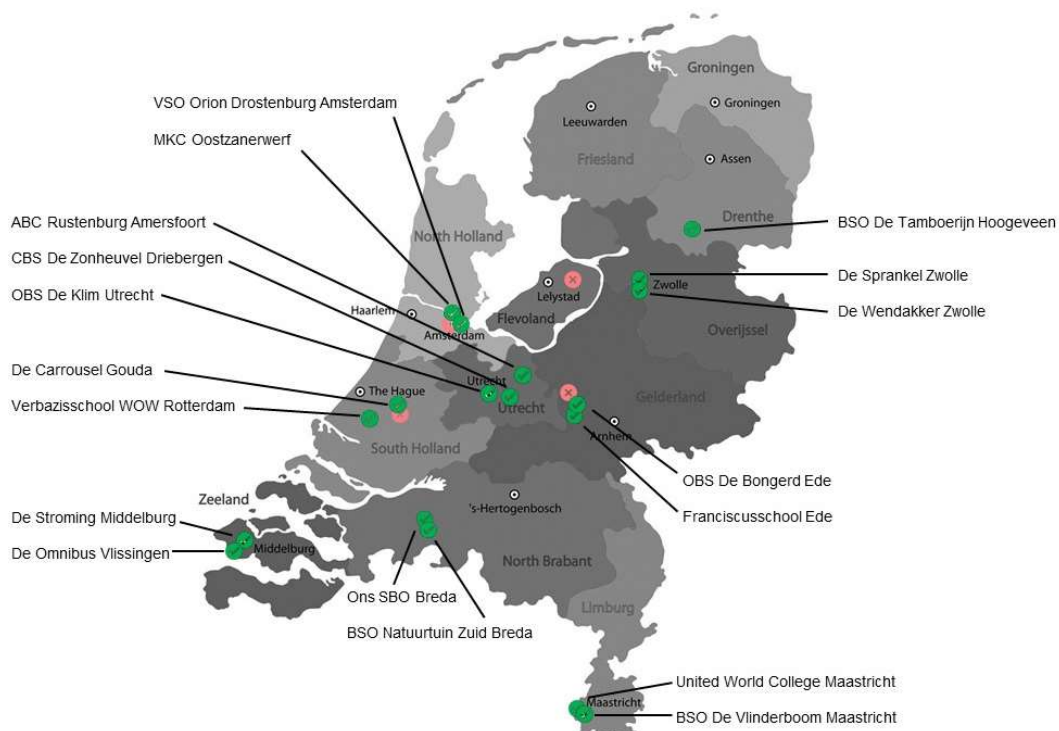 Groningen
VSO Orion Drostenburg Amsterdam
Groningen
Leeuwarden
MKC Oostzanerwerf
Friesland
Assen
ABC Rustenburg Amersfoort
Drenthe
BSO De Tamboerijn Hoogeveen
North Holland
CBS De Zonheuvel Driebergen
De Sprankel Zwolle
Zwolle
OBS De Klim Utrecht
Lelystad
De Wendakker Zwolle
Haarlem
Flevoland
Overijssel
Amsterdam
De Carrousel Gouda
Utrecht
The Hague
Gelderland
Verbazisschool WOW Rotterdam
Utrecht
Arnhem
South Holland
OBS De Bongerd Ede
Zeeland
's-Hertogenbosch
Franciscusschool Ede
De Stroming Middelburg
Middelburg
De Omnibus Vlissingen
North Brabant
Ons SBO Breda
Limburg
BSO Natuurtuin Zuid Breda
United World College Maastricht
Maastricht
BSO De Vlinderboom Maastricht